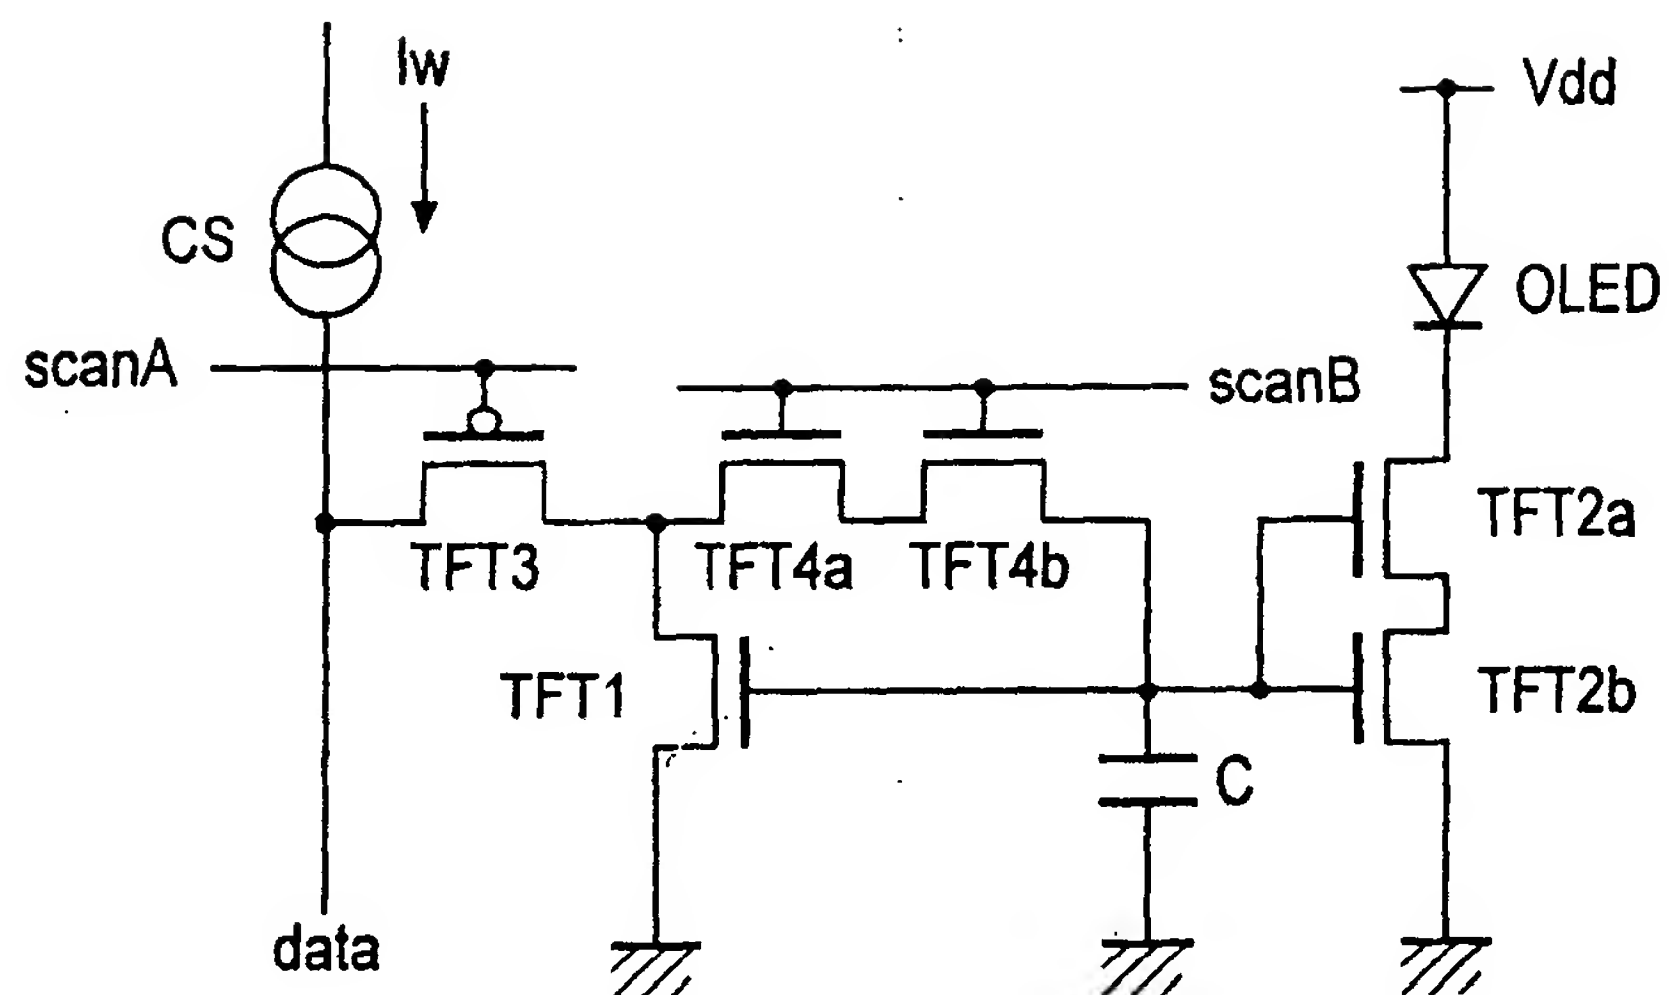 Iw
Vdd
CS
OLED
scanA
scanB
TFT2a
TFT3
TFT4a
TFT4b
TFT1
TFT2b
C
data